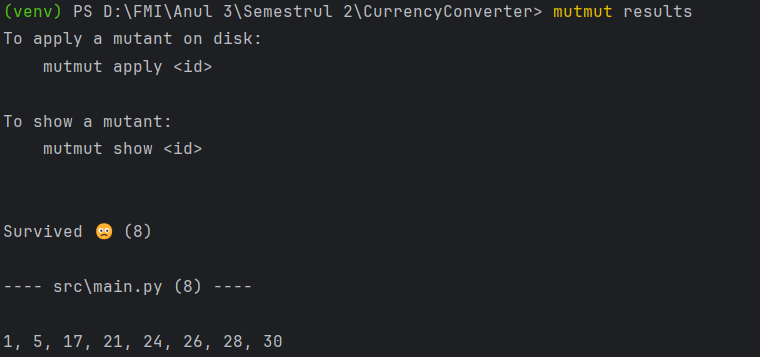 (venv) PS D:\FMI\Anul 3\Semestrul 2\CurrencyConverter> mutmut results
To apply a mutant on disk:
    mutmut apply <id>
To show a mutant:
    mutmut show <id>
Survived 🙁 (8)
---- src\main.py (8) ----
1, 5, 17, 21, 24, 26, 28, 30